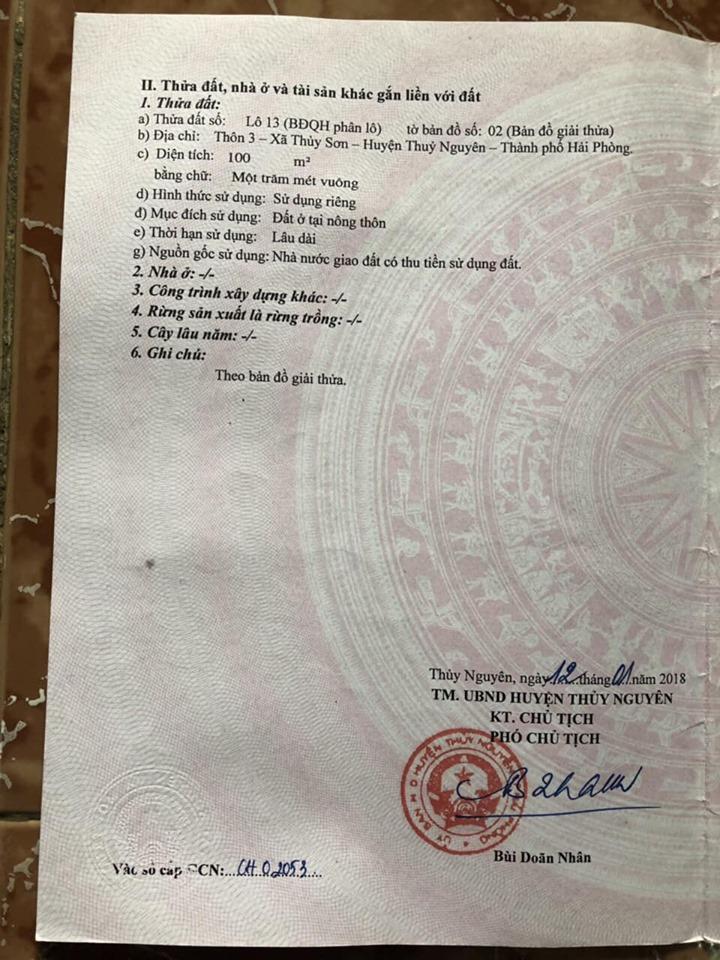 II. Thửa đất, nhà ở và tài sản khác gắn liền với đất
1. Thửa đất:
a) Thửa đất số: Lô 13 (BĐQH phân lô) tờ bản đồ số: 02 (Bản đồ giải thửa)
b) Địa chỉ: Thôn 3 – Xã Thủy Sơn – Huyện Thuỷ Nguyên – Thành phố Hải Phòng.
c) Diện tích: 100 m²
bằng chữ: Một trăm mét vuông
d) Hình thức sử dụng: Sử dụng riêng
đ) Mục đích sử dụng: Đất ở tại nông thôn
e) Thời hạn sử dụng: Lâu dài
g) Nguồn gốc sử dụng: Nhà nước giao đất có thu tiền sử dụng đất.
2. Nhà ở: -/-
3. Công trình xây dựng khác: -/-
4. Rừng sản xuất là rừng trồng: -/-
5. Cây lâu năm: -/-
6. Ghi chú:
Theo bản đồ giải thửa.
Thủy Nguyên, ngày 12 tháng 01 năm 2018
TM. UBND HUYỆN THỦY NGUYÊN
KT. CHỦ TỊCH
PHÓ CHỦ TỊCH
Bùi Doãn Nhân
Vào sổ cấp GCN:....CH 02053....